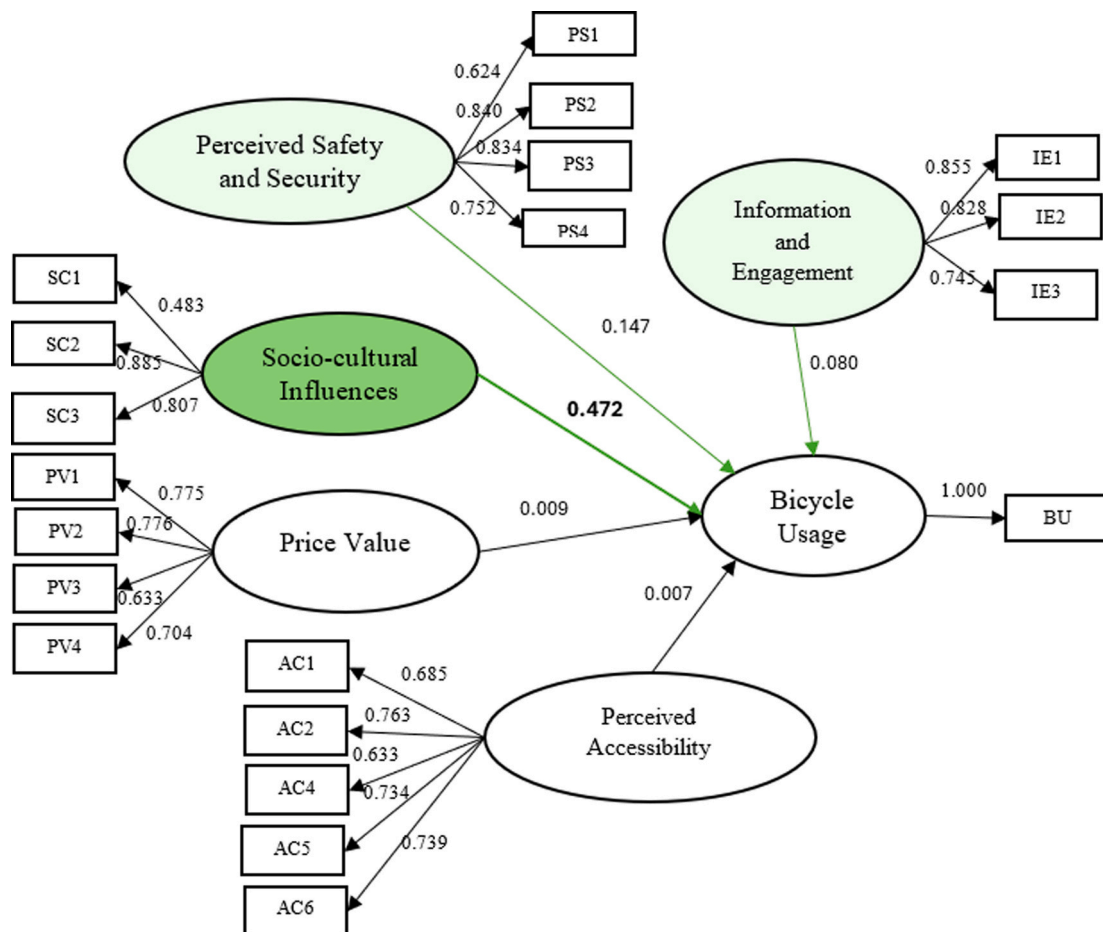 PS1
0.624
PS2
0.840
Perceived Safety
and Security
0.834
PS3
0.752
PS4
IE1
0.855
IE2
0.828
Information
and
Engagement
0.745
IE3
SC1
0.483
SC2
0.885
SC3
0.807
Socio-cultural
Influences
0.147
0.080
0.472
PV1
0.775
PV2
0.776
PV3
0.633
PV4
0.704
Price Value
0.009
Bicycle
Usage
1.000
BU
0.007
AC1
0.685
AC2
0.763
0.633
AC4
0.734
AC5
0.739
AC6
Perceived
Accessibility